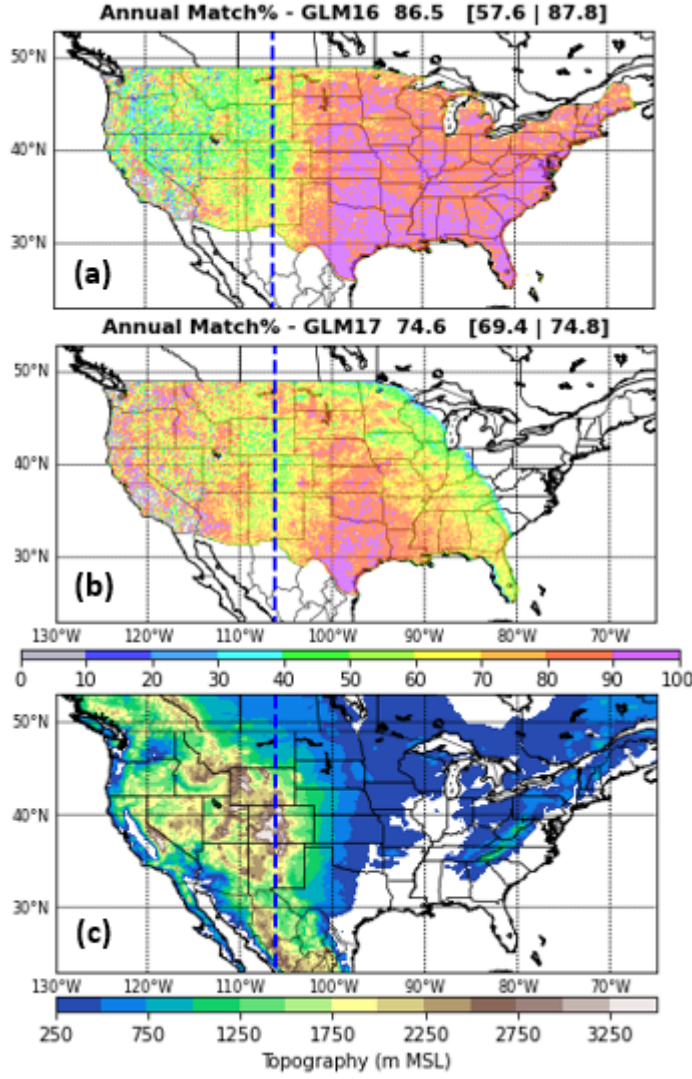 Annual Match% - GLM16 86.5 [57.6 | 87.8]
50°N
40°N
30°N
(a)
Annual Match% - GLM17 74.6 [69.4 | 74.8]
50°N
40°N
30°N
(b)
130°W 120°W 110°W 100°W 90°W 80°W 70°W
0 10 20 30 40 50 60 70 80 90 100
50°N
40°N
30°N
(c)
130°W 120°W 110°W 100°W 90°W 80°W 70°W
250 750 1250 1750 2250 2750 3250
Topography (m MSL)